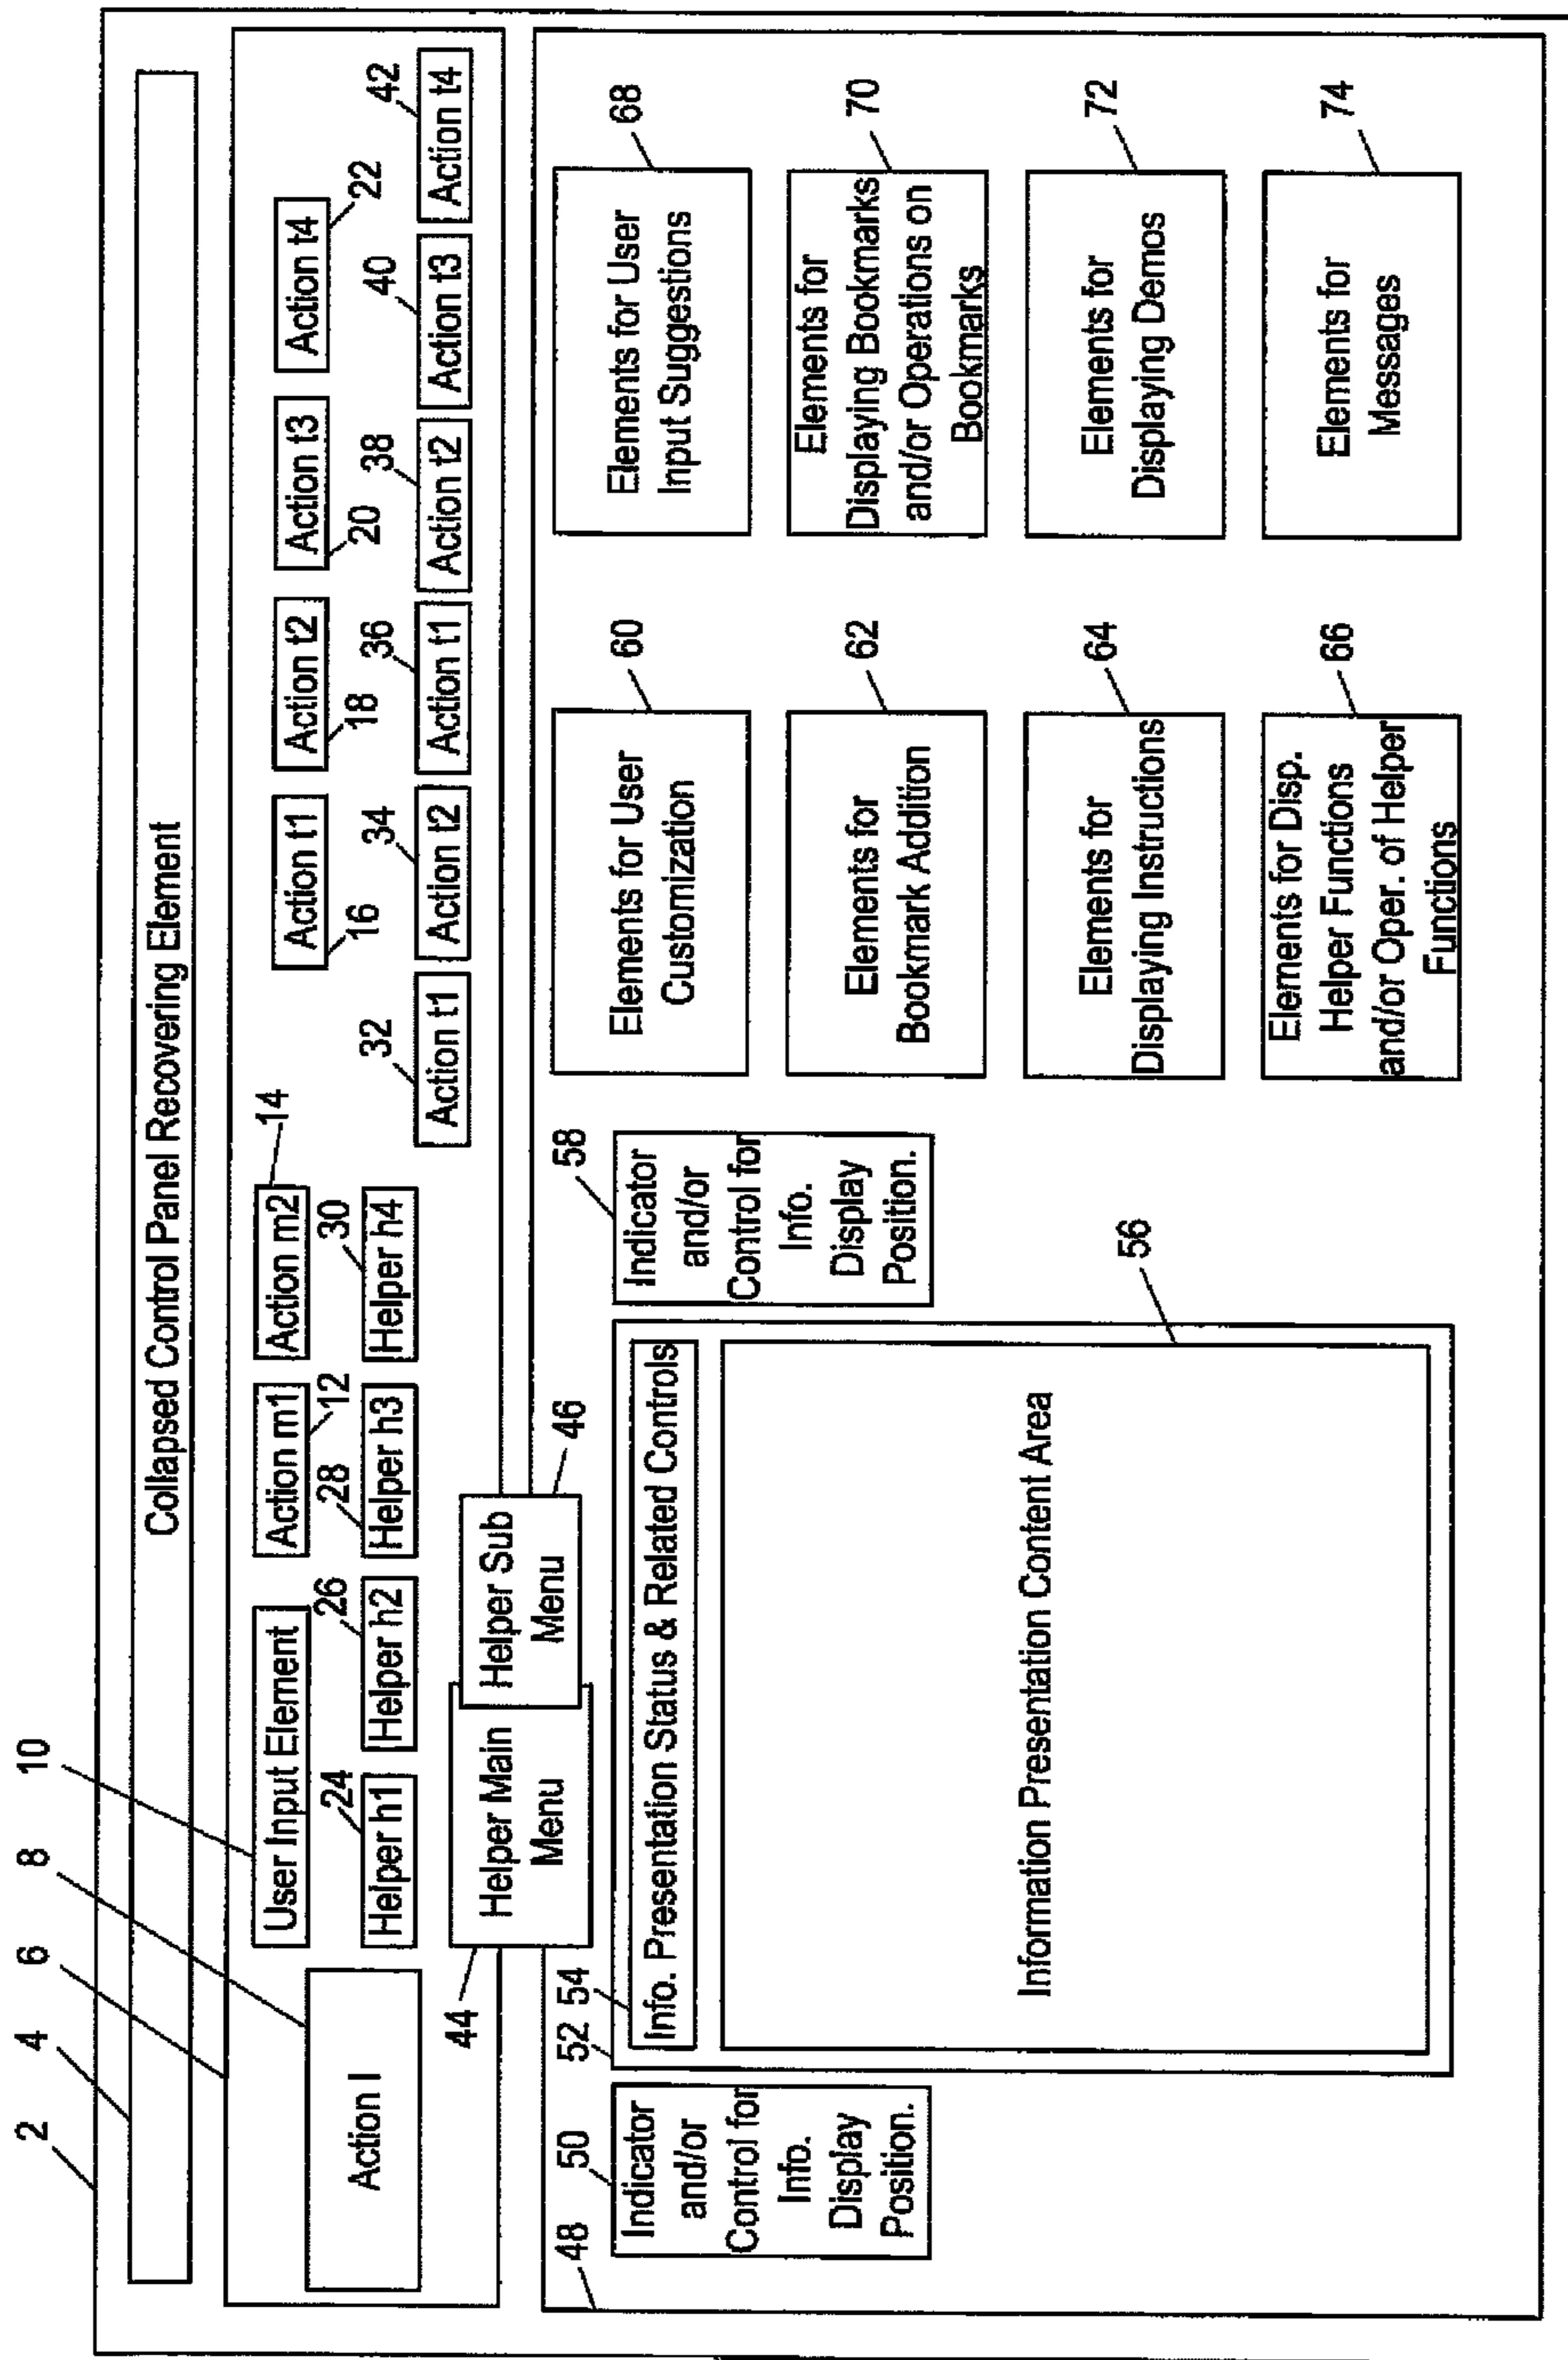 2
4
6
8
10
Collapsed Control Panel Recovering Element
Action l
User Input Element
Action m1
12
Action m2
14
Action t1
16
Action t2
18
Action t3
20
Action t4
22
24
Helper h1
26
Helper h2
28
Helper h3
30
Helper h4
32
Action t1
34
Action t2
36
Action t1
38
Action t2
40
Action t3
42
Action t4
44
Helper Main
Menu
Helper Sub
Menu
46
48
50
Indicator
and/or
Control for
Info.
Display
Position.
52
54
Info. Presentation Status & Related Controls
Information Presentation Content Area
56
58
Indicator
and/or
Control for
Info.
Display
Position.
60
Elements for User
Customization
62
Elements for
Bookmark Addition
64
Elements for
Displaying Instructions
66
Elements for Disp.
Helper Functions
and/or Oper. of Helper
Functions
68
Elements for User
Input Suggestions
70
Elements for
Displaying Bookmarks
and/or Operations on
Bookmarks
72
Elements for
Displaying Demos
74
Elements for
Messages